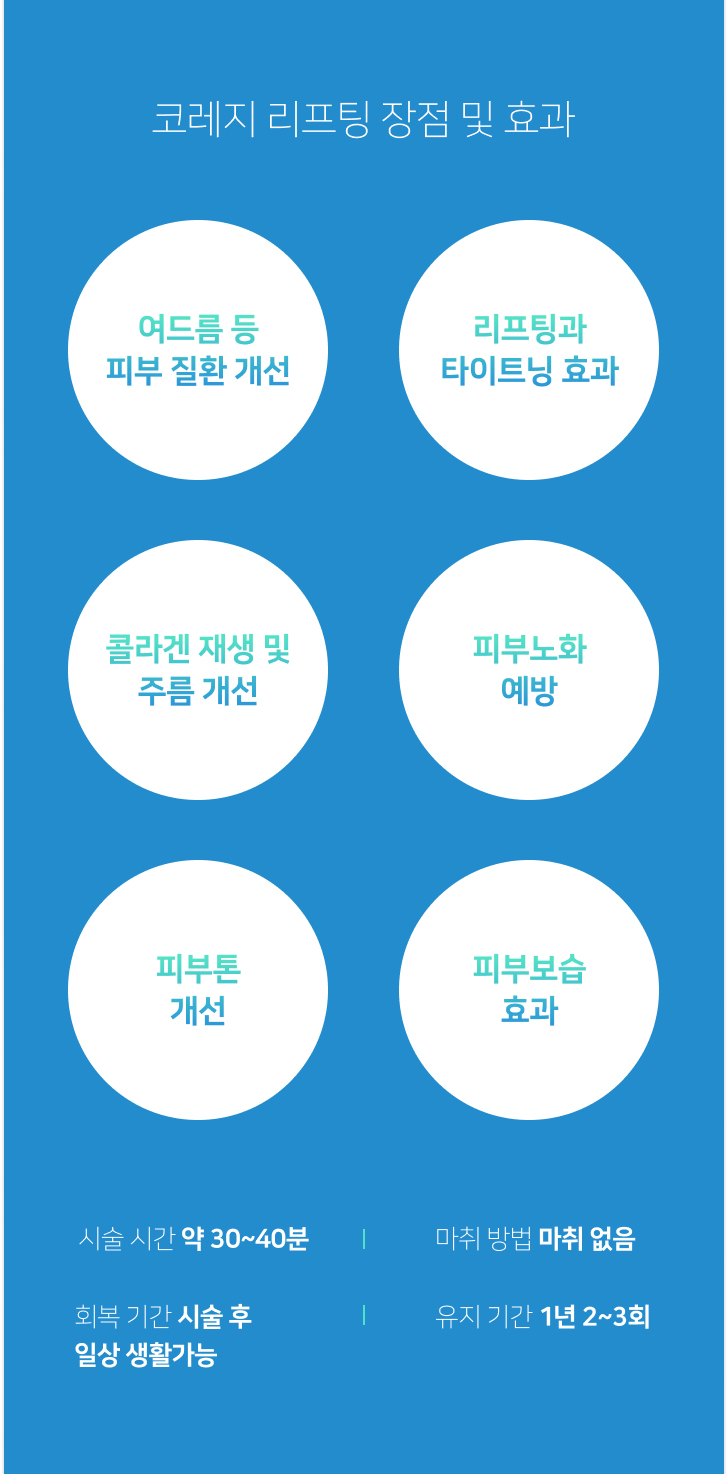 코레지 리프팅 장점 및 효과
여드름 등
피부 질환 개선
리프팅과
타이트닝 효과
콜라겐 재생 및
주름 개선
피부노화
예방
피부톤
개선
피부보습
효과
시술 시간 약 30~40분
마취 방법 마취 없음
회복 기간 시술 후
일상 생활가능
유지 기간 1년 2~3회